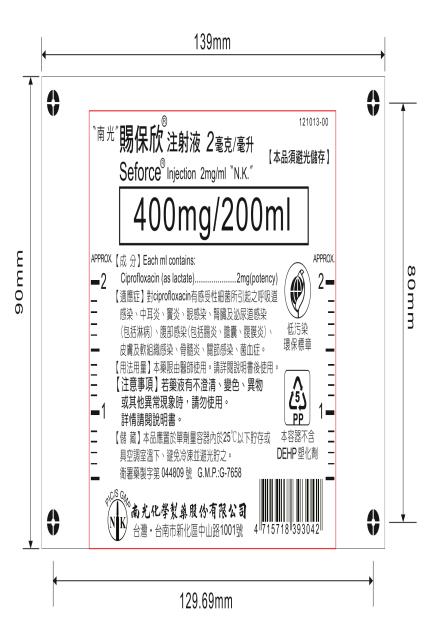 139mm
"南光" 賜保欣® 注射液 2毫克/毫升
121013-00
【本品須避光儲存】
Seforce® Injection 2mg/ml "N.K."
400mg/200ml
APPROX.
【成 分】Each ml contains:
APPROX.
2
Ciprofloxacin (as lactate)....................2mg(potency)
2
【適應症】對ciprofloxacin有感受性細菌所引起之呼吸道
感染、中耳炎、竇炎、眼感染、腎臟及泌尿道感染
(包括淋病)、腹部感染(包括腸炎、膽囊、腹膜炎)、
皮膚及軟組織感染、骨髓炎、關節感染、菌血症。
低污染
環保標章
【用法用量】本藥限由醫師使用。請詳閱說明書後使用。
【注意事項】若藥液有不澄清、變色、異物
或其他異常現象時，請勿使用。
詳情請閱說明書。
1
1
5
PP
本容器不含
DEHP塑化劑
【儲 藏】本品應置於單劑量容器內於25℃以下貯存或
具空調室溫下、避免冷凍並避光貯之。
衛署藥製字第 044809 號 G.M.P.:G-7658
PIC/S GMP
NK
南光化學製藥股份有限公司
台灣・台南市新化區中山路1001號
4 715718 393042
90mm
80mm
129.69mm